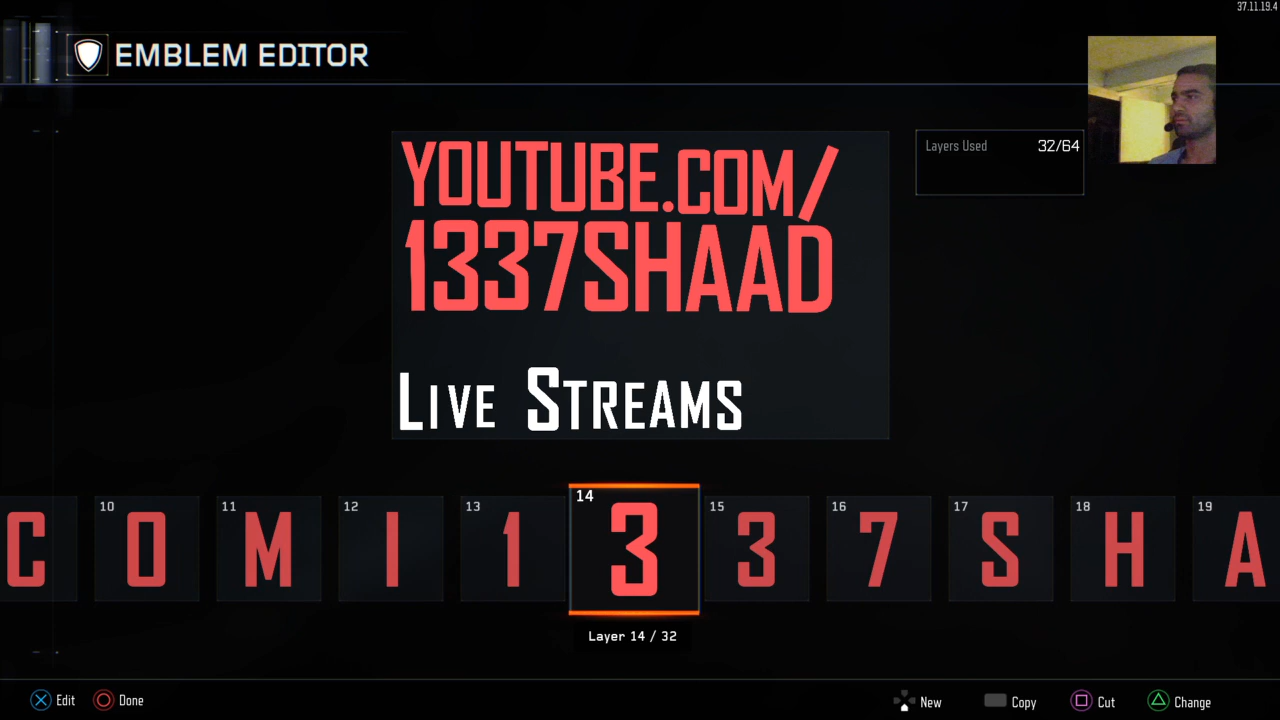 37.11.19.4
EMBLEM EDITOR
Layers Used 32/64
YOUTUBE.COM/
1337SHAAD
LIVE STREAMS
10 11 12 13 14 15 16 17 18 19
C O M I 1 3 3 7 S H A
Layer 14 / 32
Edit Done New Copy Cut Change